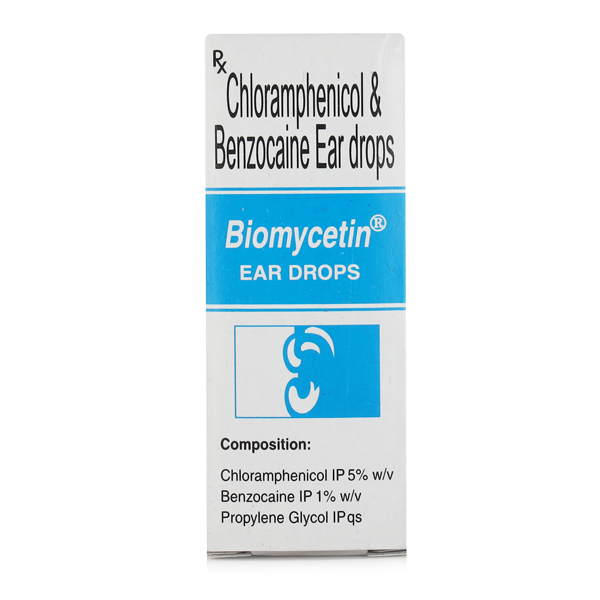 Rx
Chloramphenicol &
Benzocaine Ear drops
Biomycetin®
EAR DROPS
Composition:
Chloramphenicol IP 5% w/v
Benzocaine IP 1% w/v
Propylene Glycol IP qs